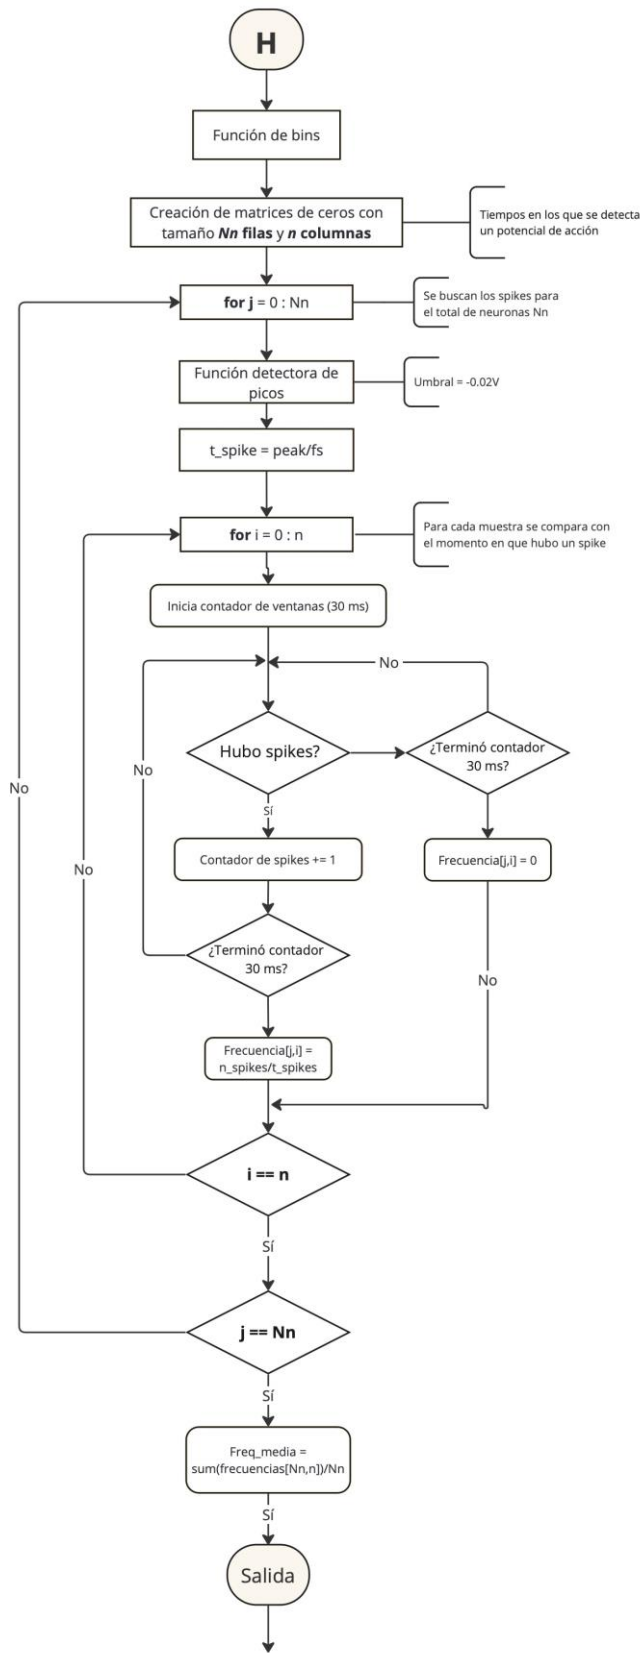 H
Función de bins
Creación de matrices de ceros con
tamaño Nn filas y n columnas
Tiempos en los que se detecta
un potencial de acción
for j = 0 : Nn
Se buscan los spikes para
el total de neuronas Nn
Función detectora de
picos
Umbral = -0.02V
t_spike = peak/fs
for i = 0 : n
Para cada muestra se compara con
el momento en que hubo un spike
Inicia contador de ventanas (30 ms)
No
Hubo spikes?
¿Terminó contador
30 ms?
No
No
Sí
Contador de spikes += 1
Frecuencia[j,i] = 0
No
¿Terminó contador
30 ms?
No
Frecuencia[j,i] =
n_spikes/t_spikes
i == n
Sí
j == Nn
Sí
Freq_media =
sum(frecuencias[Nn,n])/Nn
Sí
Salida